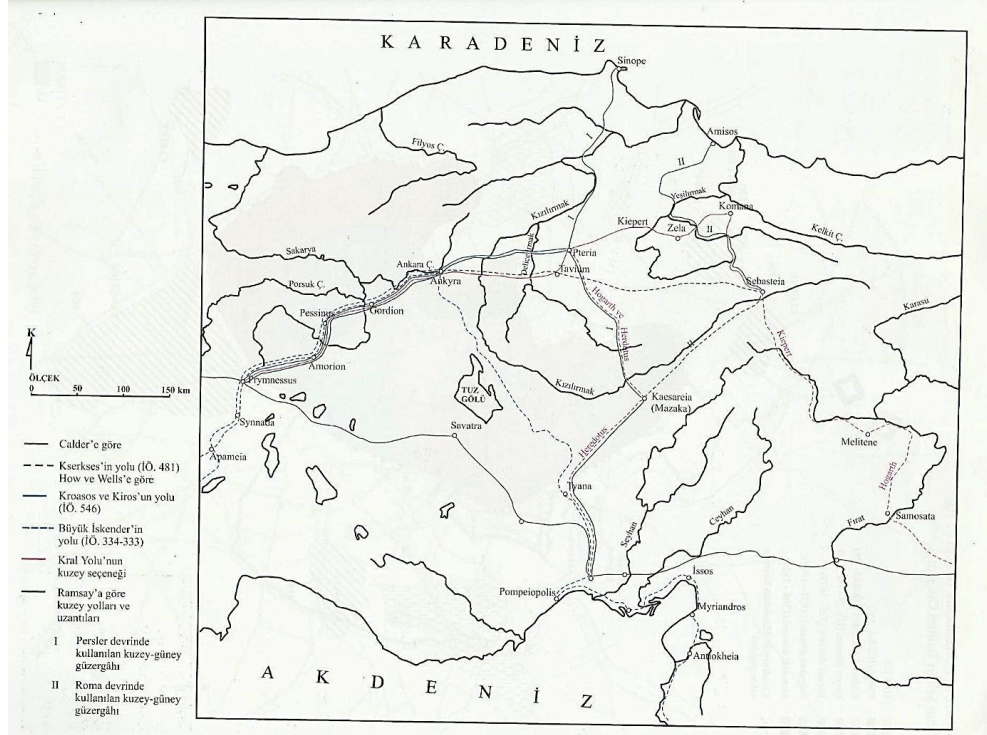 KARADENİZ
Sinope
Amisos
Filyos Ç.
I
II
Yeşilırmak
Komana
Kızılırmak
I
Kiepert
Zela
II
Kelkit Ç.
Sakarya
Ankara Ç.
Pteria
Delice Irmak
Tavium
Ankyra
Sebasteia
Porsuk Ç.
Pessinus
Gordion
Hogarth ve
Herdotus
I
Karasu
K
ÖLÇEK
0 50 100 150 km
Amorion
Prymnessus
TUZ
GÖLÜ
Kızılırmak
II
Kiepert
Kaesareia
(Mazaka)
Synnada
Savatra
Heredotus
Melitene
Apameia
Hogarth
Tyana
Seyhan
Ceyhan
Fırat
Samosata
Pompeiopolis
İssos
Myriandros
Antiokheia
AKDENİZ
Calder'e göre
Kserkses'in yolu (İÖ. 481)
How ve Wells'e göre
Kroasos ve Kiros'un yolu
(İÖ. 546)
Büyük İskender'in
yolu (İÖ. 334-333)
Kral Yolu'nun
kuzey seçeneği
Ramsay'a göre
kuzey yolları ve
uzantıları
I Persler devrinde
kullanılan kuzey-güney
güzergâhı
II Roma devrinde
kullanılan kuzey-güney
güzergâhı